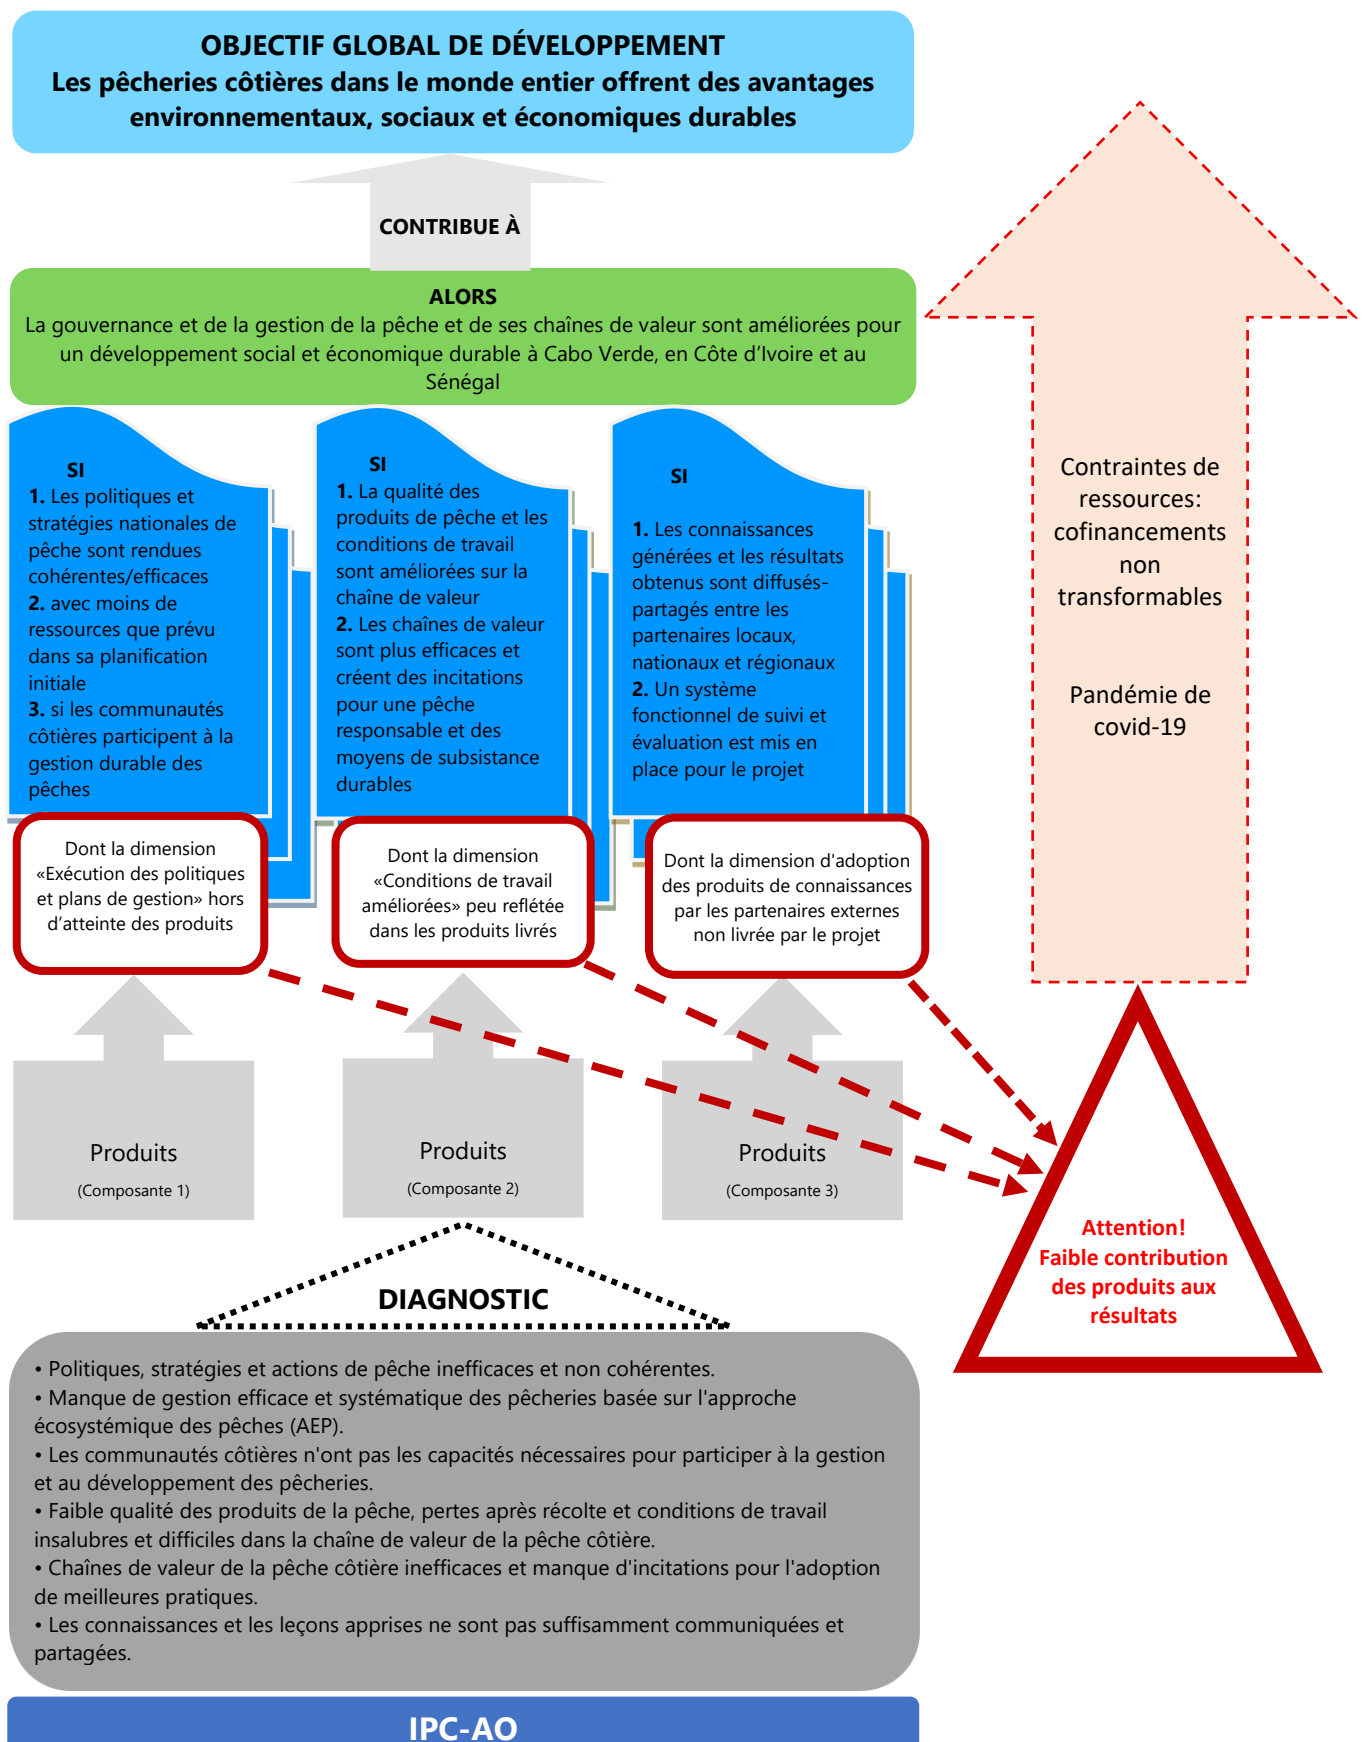 OBJECTIF GLOBAL DE DÉVELOPPEMENT
Les pêcheries côtières dans le monde entier offrent des avantages
environnementaux, sociaux et économiques durables
CONTRIBUE À
ALORS
La gouvernance et de la gestion de la pêche et de ses chaînes de valeur sont améliorées pour
un développement social et économique durable à Cabo Verde, en Côte d'Ivoire et au
Sénégal
SI
1. Les politiques et
stratégies nationales de
pêche sont rendues
cohérentes/efficaces
2. avec moins de
ressources que prévu
dans sa planification
initiale
3. si les communautés
côtières participent à la
gestion durable des
pêches
SI
1. La qualité des
produits de pêche et les
conditions de travail
sont améliorées sur la
chaîne de valeur
2. Les chaînes de valeur
sont plus efficaces et
créent des incitations
pour une pêche
responsable et des
moyens de subsistance
durables
SI
1. Les connaissances
générées et les résultats
obtenus sont diffusés-
partagés entre les
partenaires locaux,
nationaux et régionaux
2. Un système
fonctionnel de suivi et
évaluation est mis en
place pour le projet
Contraintes de
ressources:
cofinancements
non
transformables
Pandémie de
covid-19
Dont la dimension
«Exécution des politiques
et plans de gestion» hors
d'atteinte des produits
Dont la dimension
«Conditions de travail
améliorées» peu reflétée
dans les produits livrés
Dont la dimension d'adoption
des produits de connaissances
par les partenaires externes
non livrée par le projet
Produits
(Composante 1)
Produits
(Composante 2)
Produits
(Composante 3)
Attention!
Faible contribution
des produits aux
résultats
DIAGNOSTIC
• Politiques, stratégies et actions de pêche inefficaces et non cohérentes.
• Manque de gestion efficace et systématique des pêcheries basée sur l'approche
écosystémique des pêches (AEP).
• Les communautés côtières n'ont pas les capacités nécessaires pour participer à la gestion
et au développement des pêcheries.
• Faible qualité des produits de la pêche, pertes après récolte et conditions de travail
insalubres et difficiles dans la chaîne de valeur de la pêche côtière.
• Chaînes de valeur de la pêche côtière inefficaces et manque d'incitations pour l'adoption
de meilleures pratiques.
• Les connaissances et les leçons apprises ne sont pas suffisamment communiquées et
partagées.
IPC-AO